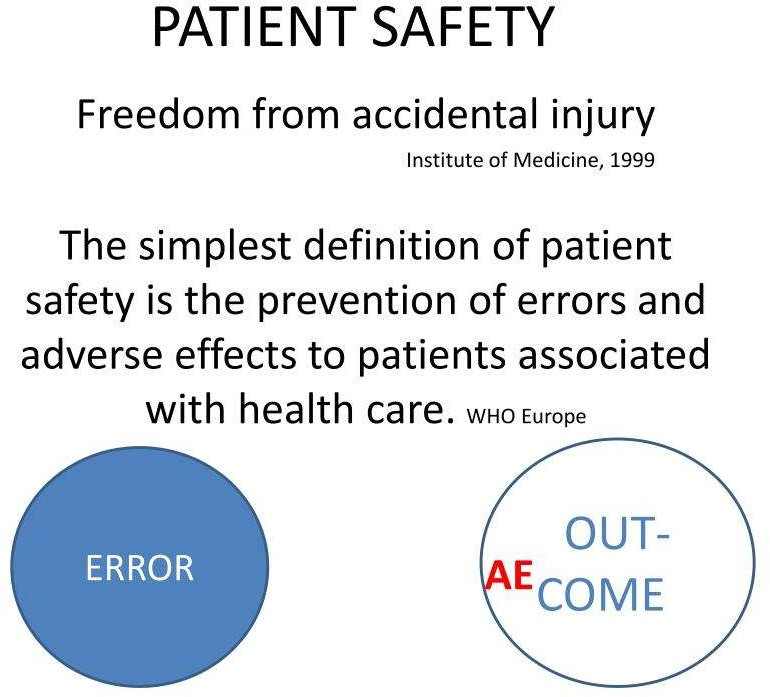 PATIENT SAFETY
Freedom from accidental injury
Institute of Medicine, 1999
The simplest definition of patient
safety is the prevention of errors and
adverse effects to patients associated
with health care. WHO Europe
ERROR
OUT-
AE COME